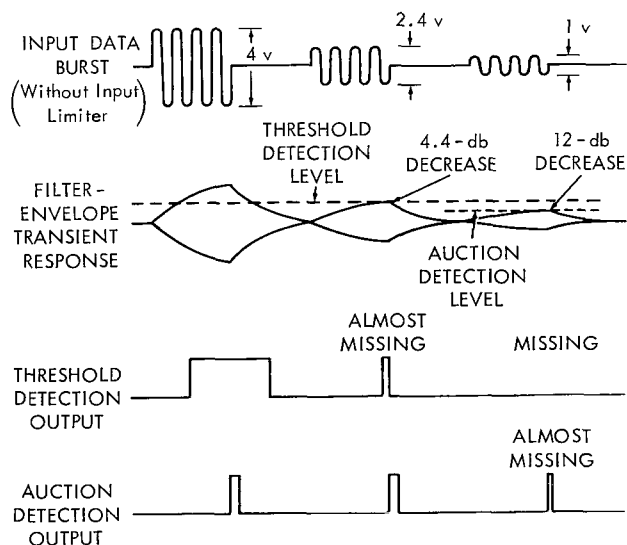 INPUT DATA
BURST
(Without Input
Limiter)
4 v
2.4 v
1 v
THRESHOLD
DETECTION
LEVEL
4.4-db
DECREASE
12-db
DECREASE
FILTER-
ENVELOPE
TRANSIENT
RESPONSE
AUCTION
DETECTION
LEVEL
ALMOST
MISSING
MISSING
THRESHOLD
DETECTION
OUTPUT
ALMOST
MISSING
AUCTION
DETECTION
OUTPUT